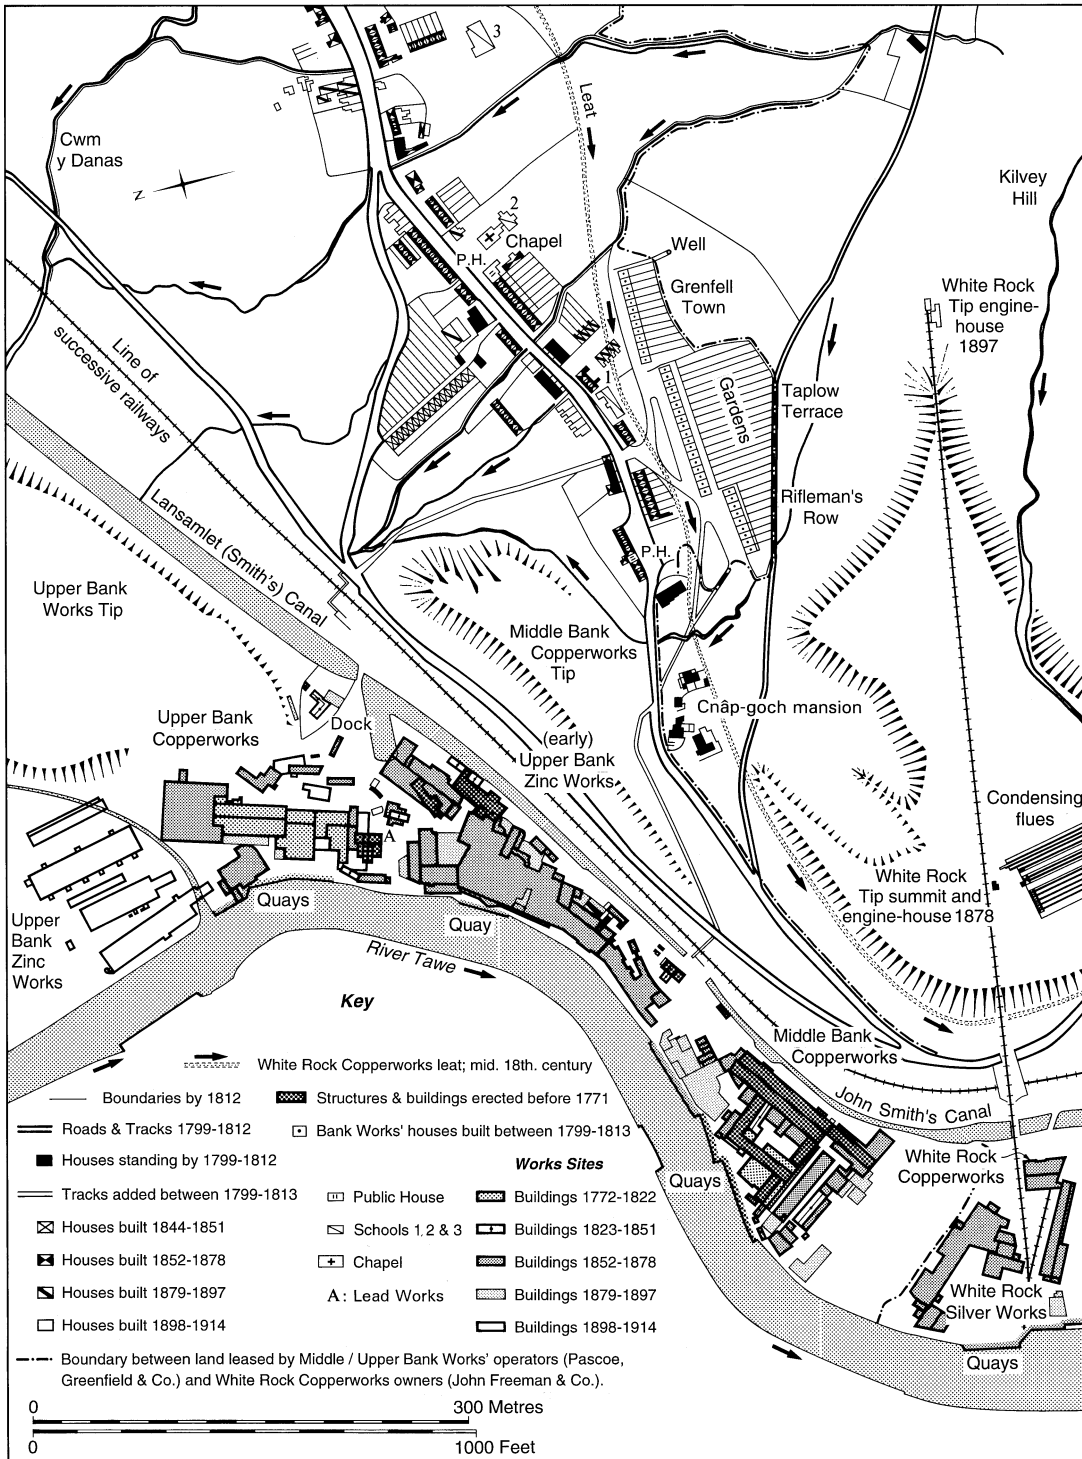 3
Leat
Cwm
y Danas
Kilvey
Hill
N
2
Chapel
P.H.
Well
Grenfell
Town
White Rock
Tip engine-
house
1897
Line of
successive railways
1
Gardens
Taplow
Terrace
Lansamlet (Smith's) Canal
Rifleman's
Row
P.H.
Upper Bank
Works Tip
Middle Bank
Copperworks
Tip
Cnâp-goch mansion
Upper Bank
Copperworks
Dock
(early)
Upper Bank
Zinc Works
Condensing
flues
A
White Rock
Tip summit and
engine-house 1878
Quays
Quay
Upper
Bank
Zinc
Works
River Tawe
Middle Bank
Copperworks
John Smith's Canal
White Rock
Copperworks
Quays
White Rock
Silver Works
Quays
Key
White Rock Copperworks leat; mid. 18th. century
Boundaries by 1812
Structures & buildings erected before 1771
Roads & Tracks 1799-1812
Bank Works' houses built between 1799-1813
Houses standing by 1799-1812
Works Sites
Tracks added between 1799-1813
Public House
Buildings 1772-1822
Houses built 1844-1851
Schools 1, 2 & 3
Buildings 1823-1851
Houses built 1852-1878
Chapel
Buildings 1852-1878
Houses built 1879-1897
A: Lead Works
Buildings 1879-1897
Houses built 1898-1914
Buildings 1898-1914
Boundary between land leased by Middle / Upper Bank Works' operators (Pascoe,
Greenfield & Co.) and White Rock Copperworks owners (John Freeman & Co.).
0 300 Metres
0 1000 Feet